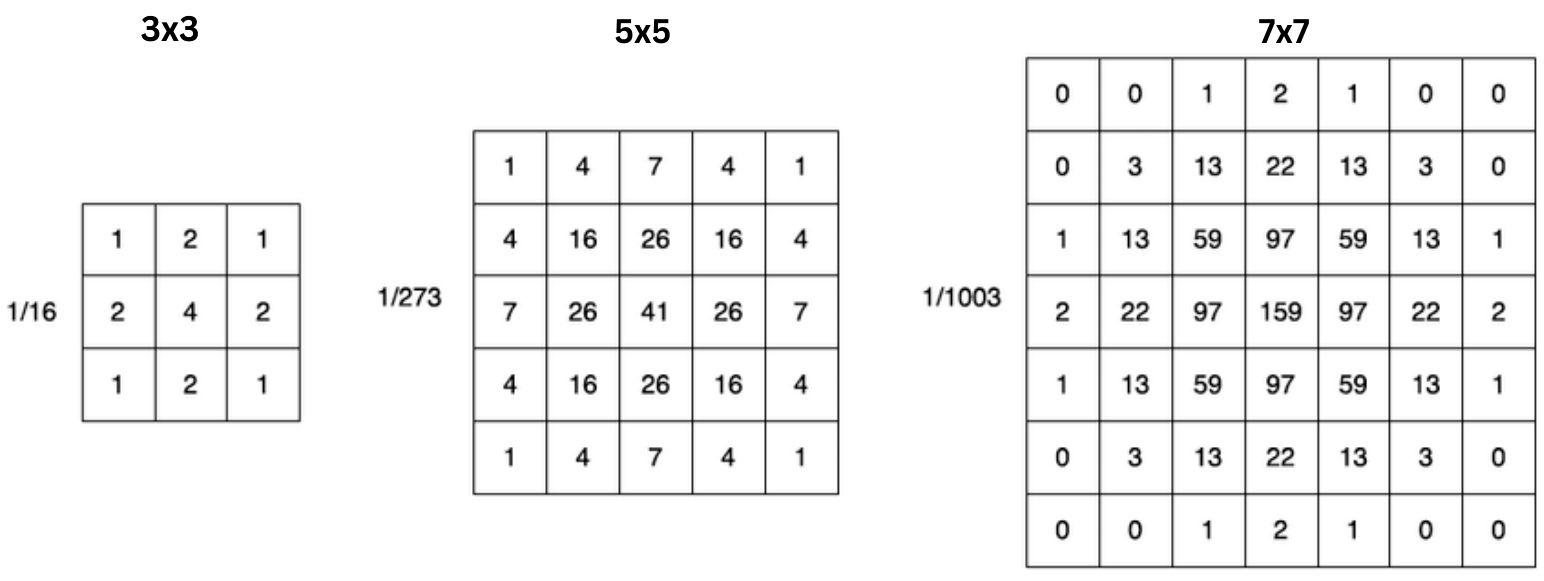 3x3
1/16
1 2 1
2 4 2
1 2 1
5x5
1/273
1 4 7 4 1
4 16 26 16 4
7 26 41 26 7
4 16 26 16 4
1 4 7 4 1
7x7
1/1003
0 0 1 2 1 0 0
0 3 13 22 13 3 0
1 13 59 97 59 13 1
2 22 97 159 97 22 2
1 13 59 97 59 13 1
0 3 13 22 13 3 0
0 0 1 2 1 0 0